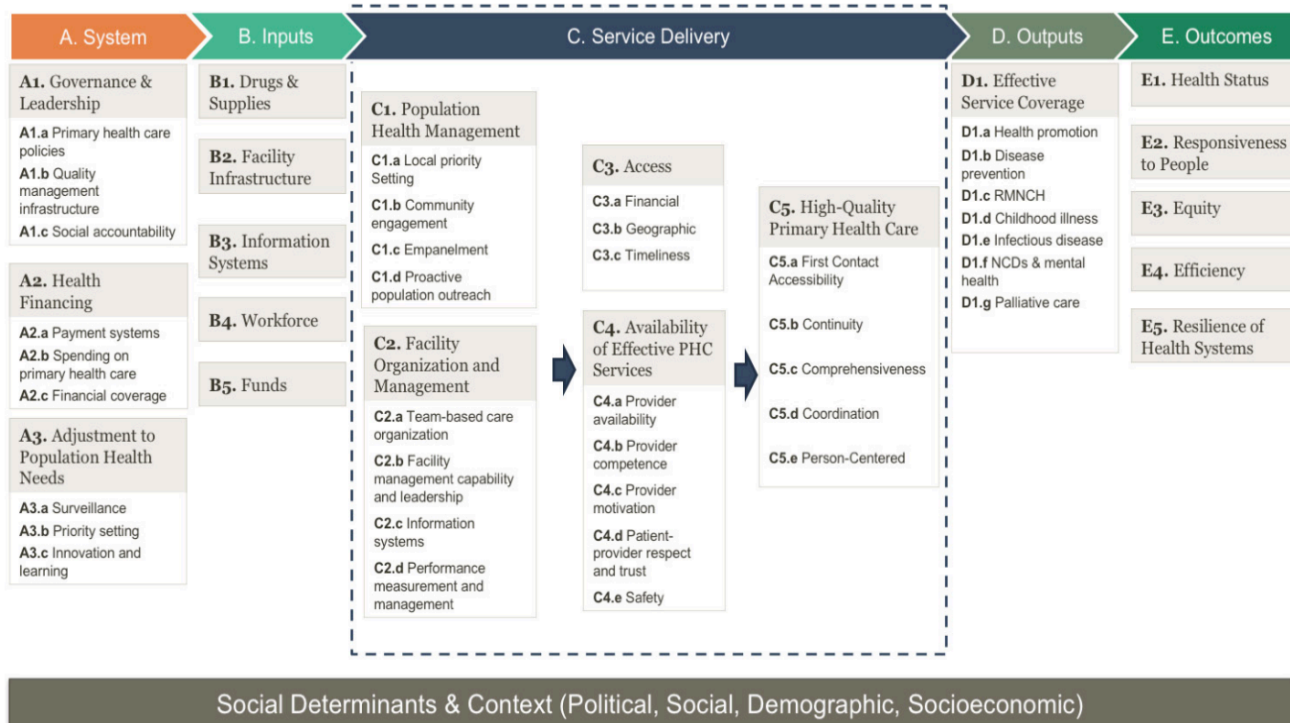 A. System
B. Inputs
C. Service Delivery
D. Outputs
E. Outcomes
A1. Governance &
Leadership
A1.a Primary health care
policies
A1.b Quality
management
infrastructure
A1.c Social accountability
A2. Health
Financing
A2.a Payment systems
A2.b Spending on
primary health care
A2.c Financial coverage
A3. Adjustment to
Population Health
Needs
A3.a Surveillance
A3.b Priority setting
A3.c Innovation and
learning
B1. Drugs &
Supplies
B2. Facility
Infrastructure
B3. Information
Systems
B4. Workforce
B5. Funds
C1. Population
Health Management
C1.a Local priority
Setting
C1.b Community
engagement
C1.c Empanelment
C1.d Proactive
population outreach
C2. Facility
Organization and
Management
C2.a Team-based care
organization
C2.b Facility
management capability
and leadership
C2.c Information
systems
C2.d Performance
measurement and
management
C3. Access
C3.a Financial
C3.b Geographic
C3.c Timeliness
C4. Availability
of Effective PHC
Services
C4.a Provider
availability
C4.b Provider
competence
C4.c Provider
motivation
C4.d Patient-
provider respect
and trust
C4.e Safety
C5. High-Quality
Primary Health Care
C5.a First Contact
Accessibility
C5.b Continuity
C5.c Comprehensiveness
C5.d Coordination
C5.e Person-Centered
D1. Effective
Service Coverage
D1.a Health promotion
D1.b Disease
prevention
D1.c RMNCH
D1.d Childhood illness
D1.e Infectious disease
D1.f NCDs & mental
health
D1.g Palliative care
E1. Health Status
E2. Responsiveness
to People
E3. Equity
E4. Efficiency
E5. Resilience of
Health Systems
Social Determinants & Context (Political, Social, Demographic, Socioeconomic)